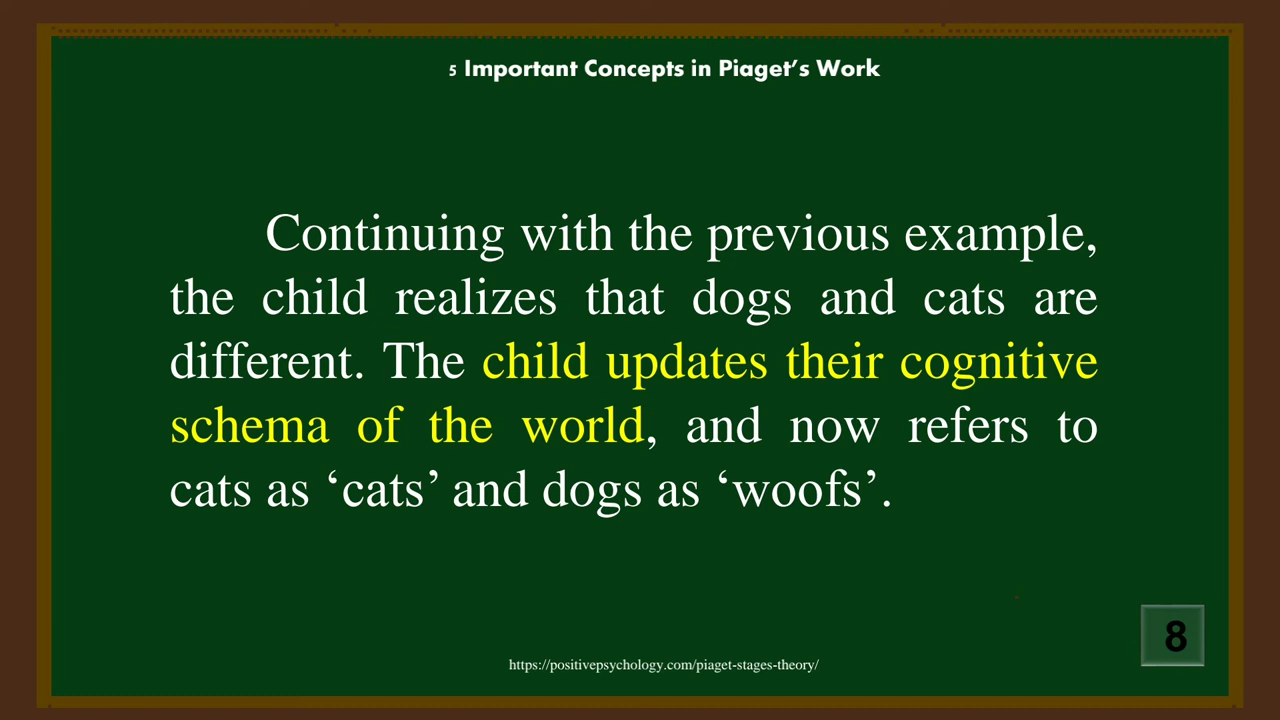 5 Important Concepts in Piaget’s Work
Continuing with the previous example,
the child realizes that dogs and cats are
different. The child updates their cognitive
schema of the world, and now refers to
cats as ‘cats’ and dogs as ‘woofs’.
8
https://positivepsychology.com/piaget-stages-theory/